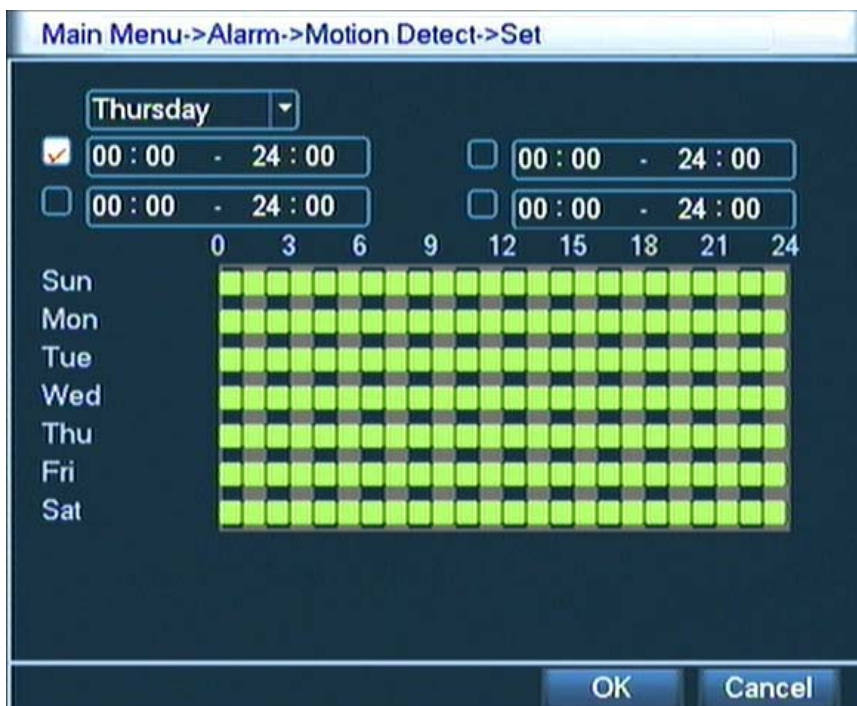 Main Menu->Alarm->Motion Detect->Set
Thursday
00 : 00 - 24 : 00
00 : 00 - 24 : 00
00 : 00 - 24 : 00
00 : 00 - 24 : 00
0 3 6 9 12 15 18 21 24
Sun
Mon
Tue
Wed
Thu
Fri
Sat
OK
Cancel